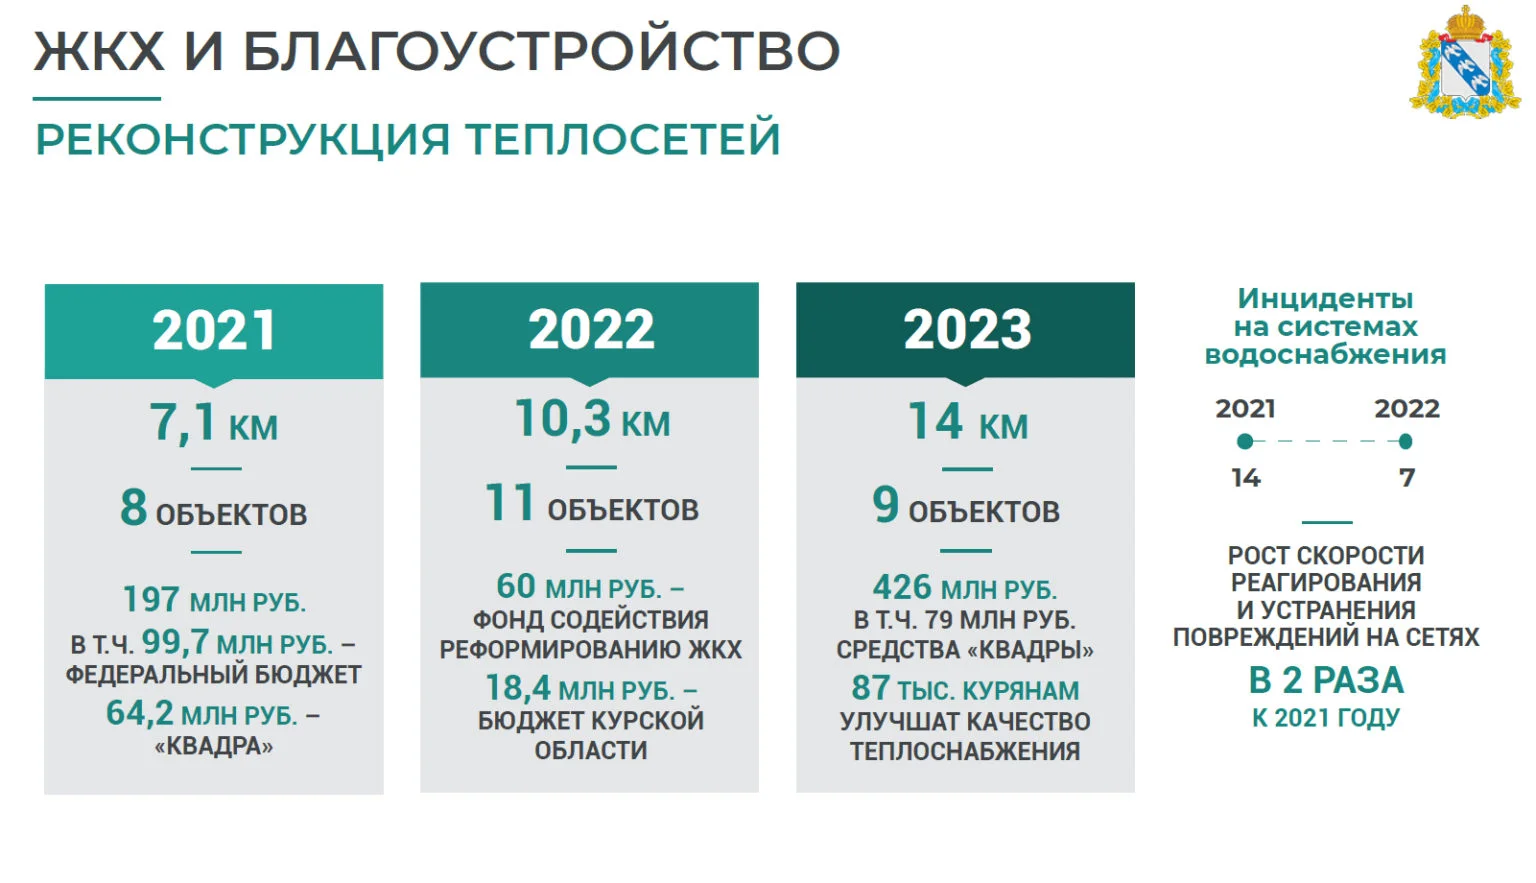 ЖКХ И БЛАГОУСТРОЙСТВО
РЕКОНСТРУКЦИЯ ТЕПЛОСЕТЕЙ
2021
7,1 КМ
8 ОБЪЕКТОВ
197 МЛН РУБ.
В Т.Ч. 99,7 МЛН РУБ. –
ФЕДЕРАЛЬНЫЙ БЮДЖЕТ
64,2 МЛН РУБ. –
«КВАДРА»
2022
10,3 КМ
11 ОБЪЕКТОВ
60 МЛН РУБ. –
ФОНД СОДЕЙСТВИЯ
РЕФОРМИРОВАНИЮ ЖКХ
18,4 МЛН РУБ. –
БЮДЖЕТ КУРСКОЙ
ОБЛАСТИ
2023
14 КМ
9 ОБЪЕКТОВ
426 МЛН РУБ.
В Т.Ч. 79 МЛН РУБ.
СРЕДСТВА «КВАДРЫ»
87 ТЫС. КУРЯНАМ
УЛУЧШАТ КАЧЕСТВО
ТЕПЛОСНАБЖЕНИЯ
Инциденты
на системах
водоснабжения
2021 2022
14 7
РОСТ СКОРОСТИ
РЕАГИРОВАНИЯ
И УСТРАНЕНИЯ
ПОВРЕЖДЕНИЙ НА СЕТЯХ
В 2 РАЗА
К 2021 ГОДУ